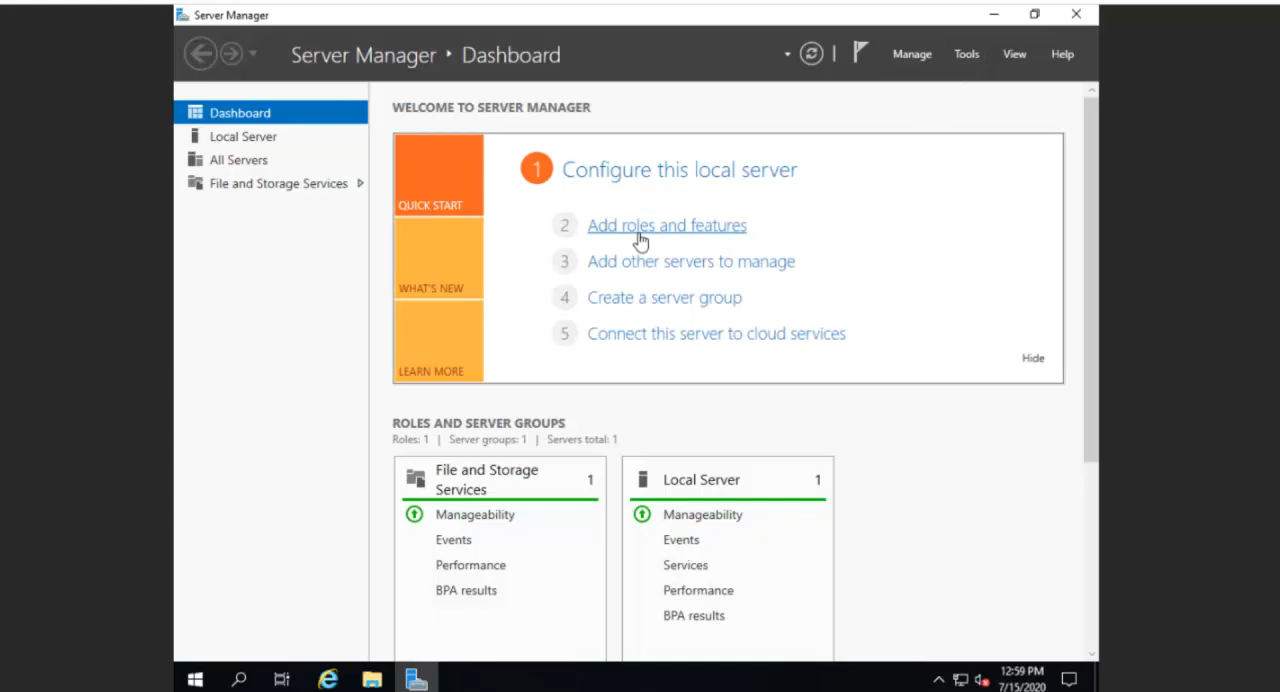 Server Manager
Server Manager ‣ Dashboard
Manage Tools View Help
Dashboard
Local Server
All Servers
File and Storage Services
WELCOME TO SERVER MANAGER
QUICK START
WHAT'S NEW
LEARN MORE
1 Configure this local server
2 Add roles and features
3 Add other servers to manage
4 Create a server group
5 Connect this server to cloud services
Hide
ROLES AND SERVER GROUPS
Roles: 1 | Server groups: 1 | Servers total: 1
File and Storage
Services 1
Manageability
Events
Performance
BPA results
Local Server 1
Manageability
Events
Services
Performance
BPA results
12:59 PM
7/15/2020